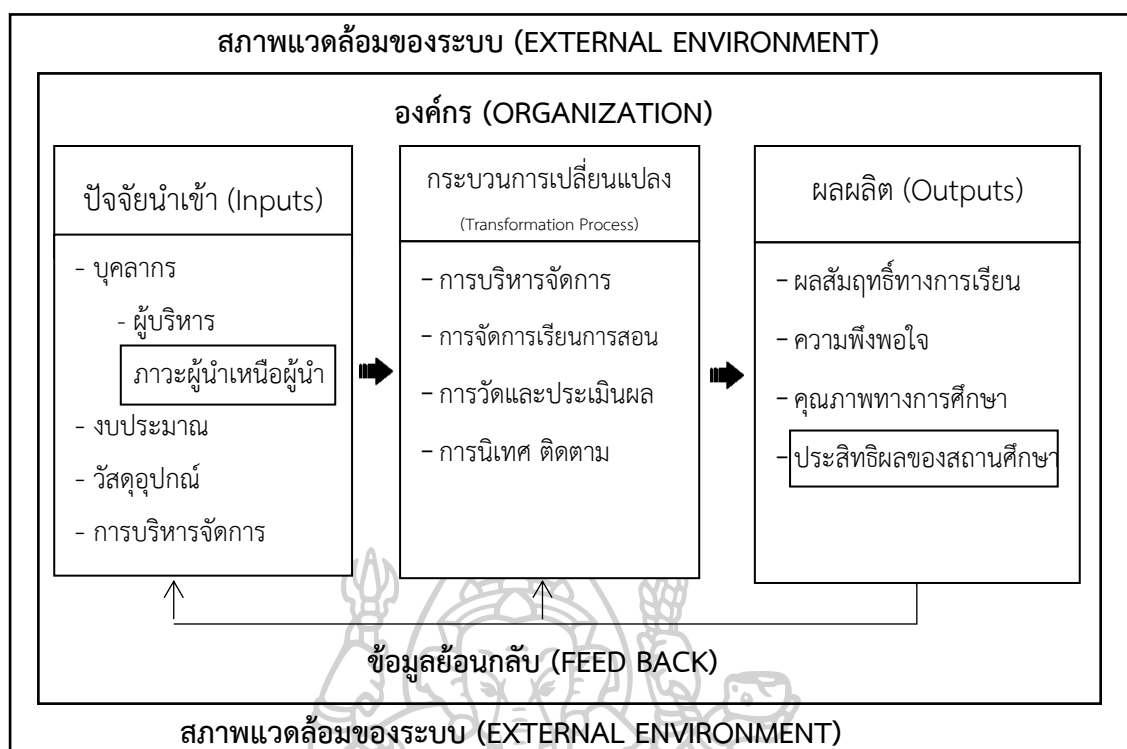 สภาพแวดล้อมของระบบ (EXTERNAL ENVIRONMENT)
องค์กร (ORGANIZATION)
ปัจจัยนำเข้า (Inputs)
- บุคลากร
- ผู้บริหาร
ภาวะผู้นำเหนือผู้นำ
- งบประมาณ
- วัสดุอุปกณ์
- การบริหารจัดการ
กระบวนการเปลี่ยนแปลง
(Transformation Process)
- การบริหารจัดการ
- การจัดการเรียนการสอน
- การวัดและประเมินผล
- การนิเทศ ติดตาม
ผลผลิต (Outputs)
- ผลสัมฤทธิ์ทางการเรียน
- ความพึงพอใจ
- คุณภาพทางการศึกษา
- ประสิทธิผลของสถานศึกษา
ข้อมูลย้อนกลับ (FEED BACK)
สภาพแวดล้อมของระบบ (EXTERNAL ENVIRONMENT)